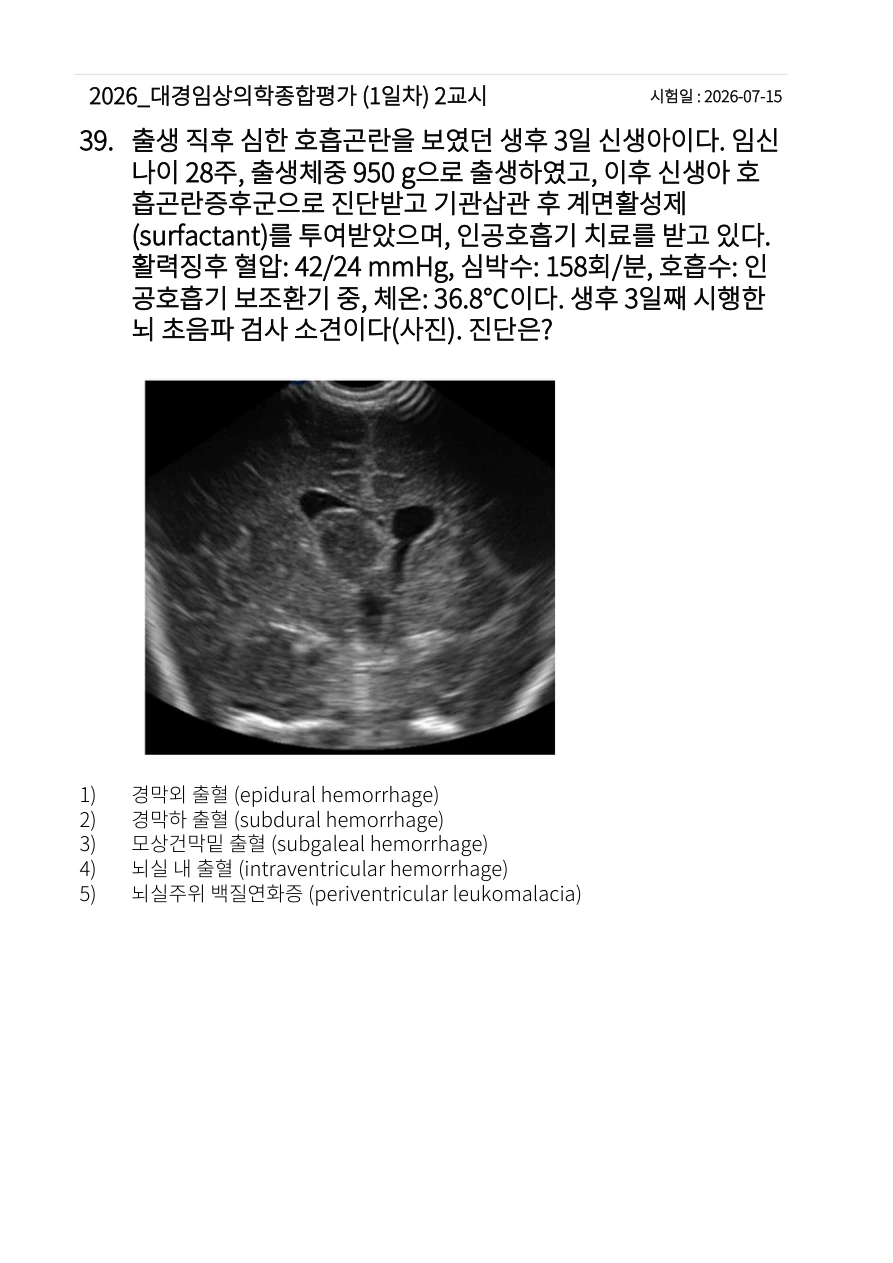 2026_대경임상의학종합평가 (1일차) 2교시
시험일 : 2026-07-15
39. 출생 직후 심한 호흡곤란을 보였던 생후 3일 신생아이다. 임신
나이 28주, 출생체중 950 g으로 출생하였고, 이후 신생아 호
흡곤란증후군으로 진단받고 기관삽관 후 계면활성제
(surfactant)를 투여받았으며, 인공호흡기 치료를 받고 있다.
활력징후 혈압: 42/24 mmHg, 심박수: 158회/분, 호흡수: 인
공호흡기 보조환기 중, 체온: 36.8°C이다. 생후 3일째 시행한
뇌 초음파 검사 소견이다(사진). 진단은?
1) 경막외 출혈 (epidural hemorrhage)
2) 경막하 출혈 (subdural hemorrhage)
3) 모상건막밑 출혈 (subgaleal hemorrhage)
4) 뇌실 내 출혈 (intraventricular hemorrhage)
5) 뇌실주위 백질연화증 (periventricular leukomalacia)